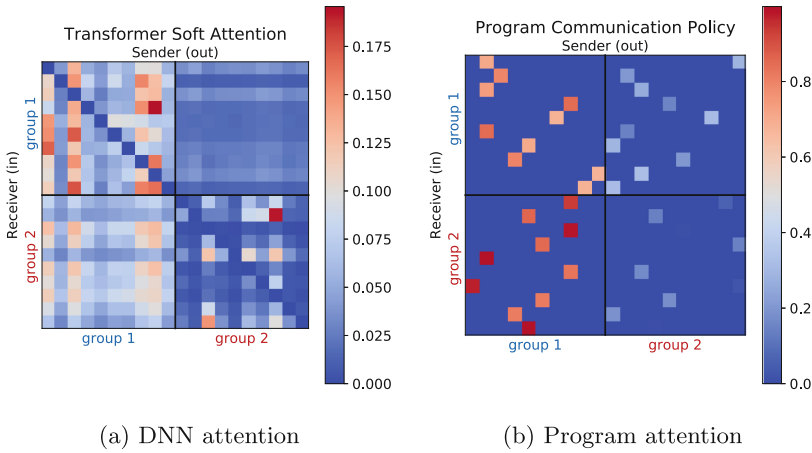 Transformer Soft Attention
Sender (out)
Receiver (in)
group 1
group 2
group 1
group 2
0.175
0.150
0.125
0.100
0.075
0.050
0.025
0.000
(a) DNN attention
Program Communication Policy
Sender (out)
Receiver (in)
group 1
group 2
group 1
group 2
0.8
0.6
0.4
0.2
0.0
(b) Program attention